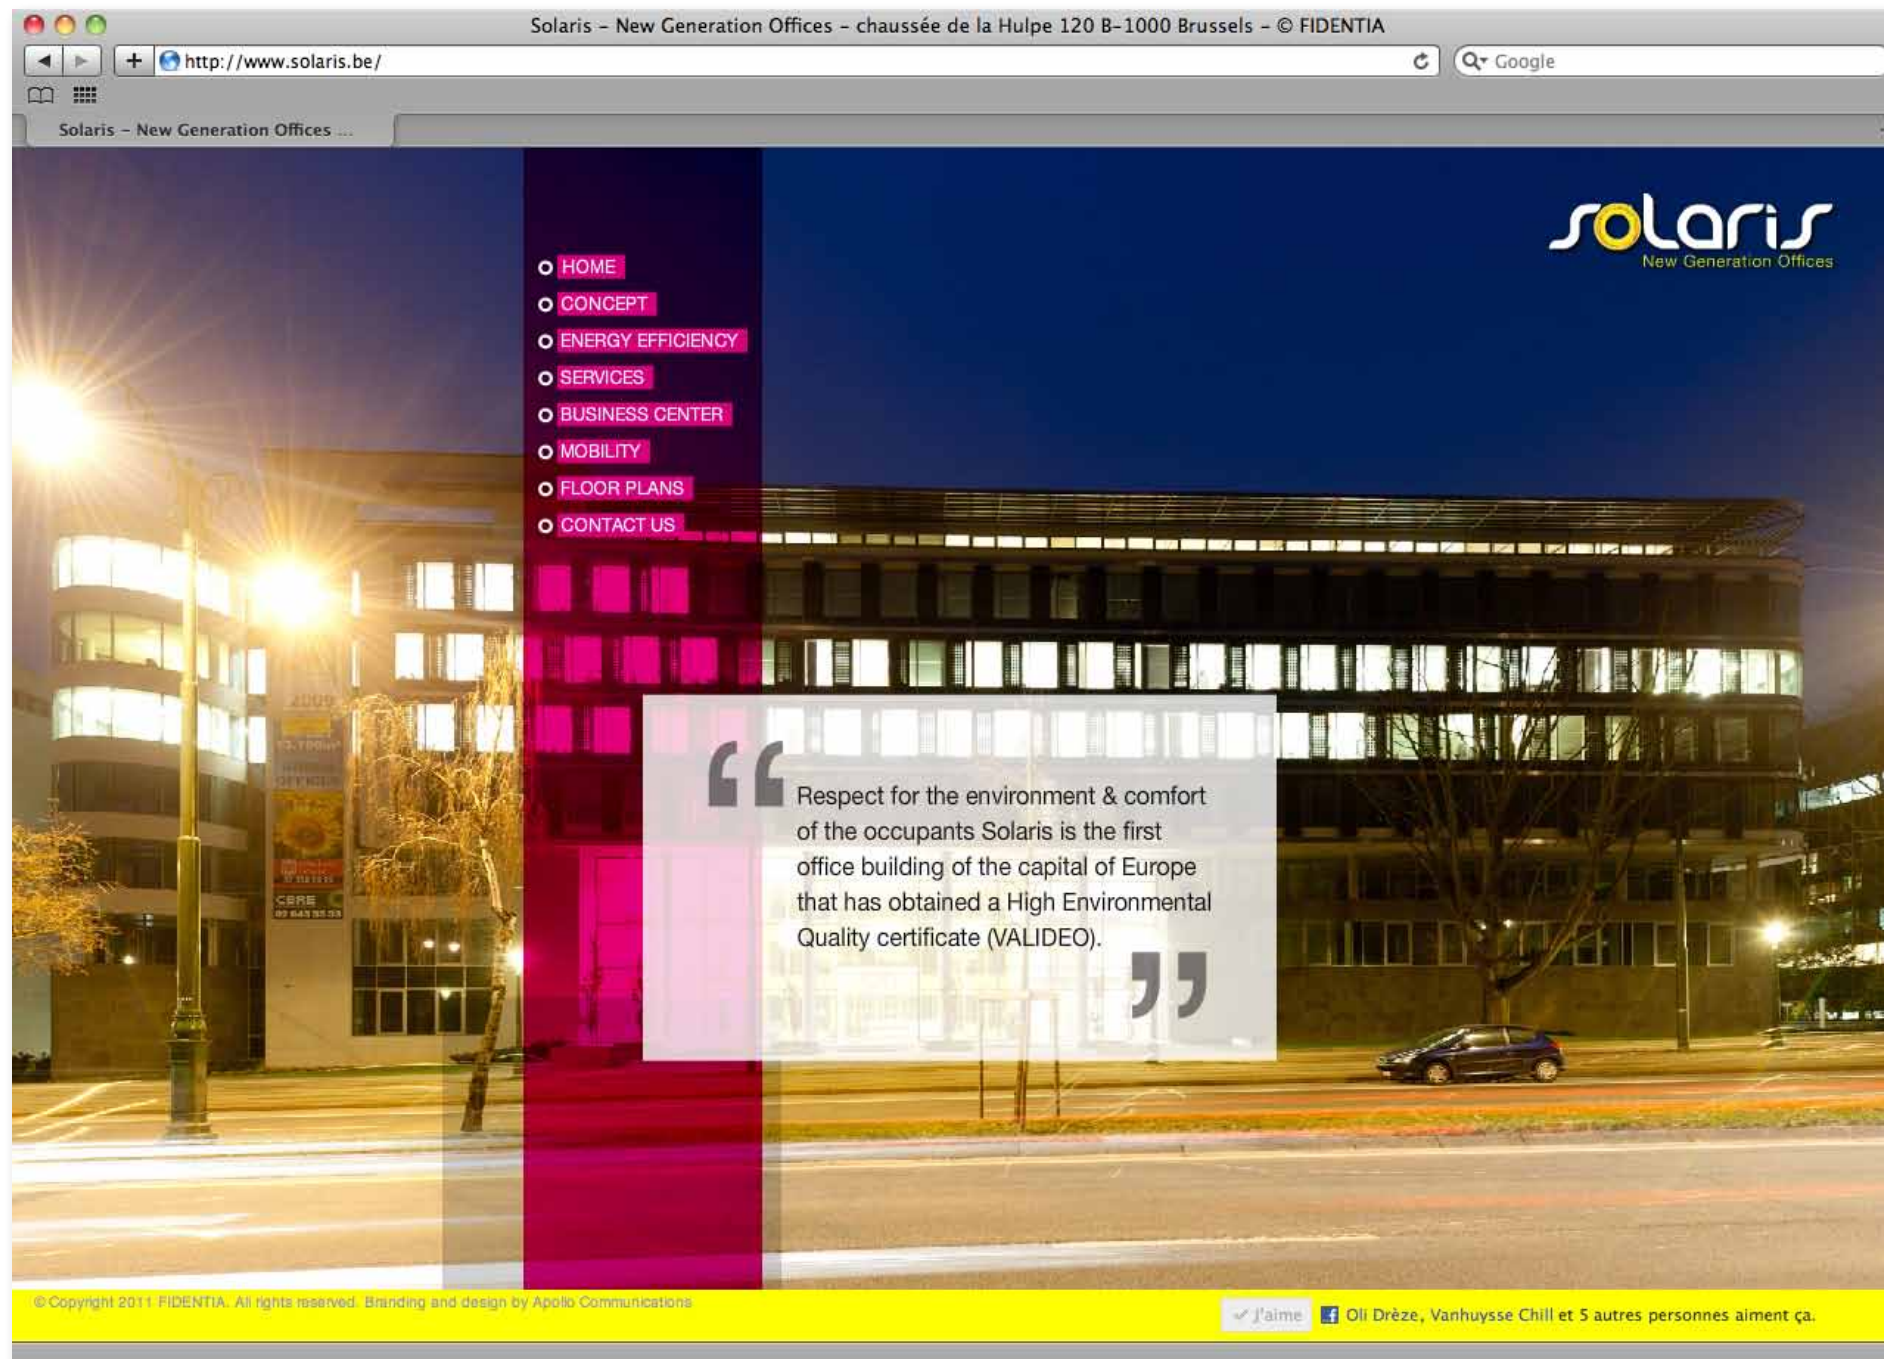 Solaris – New Generation Offices – chaussée de la Hulpe 120 B-1000 Brussels – © FIDENTIA
http://www.solaris.be/
Google
Solaris – New Generation Offices ...
solaris
New Generation Offices
HOME
CONCEPT
ENERGY EFFICIENCY
SERVICES
BUSINESS CENTER
MOBILITY
FLOOR PLANS
CONTACT US
2009
OFFICES
CBRE
“
Respect for the environment & comfort
of the occupants Solaris is the first
office building of the capital of Europe
that has obtained a High Environmental
Quality certificate (VALIDEO).
”
© Copyright 2011 FIDENTIA. All rights reserved. Branding and design by Apollo Communications
J'aime
Oli Drèze, Vanhuysse Chill et 5 autres personnes aiment ça.